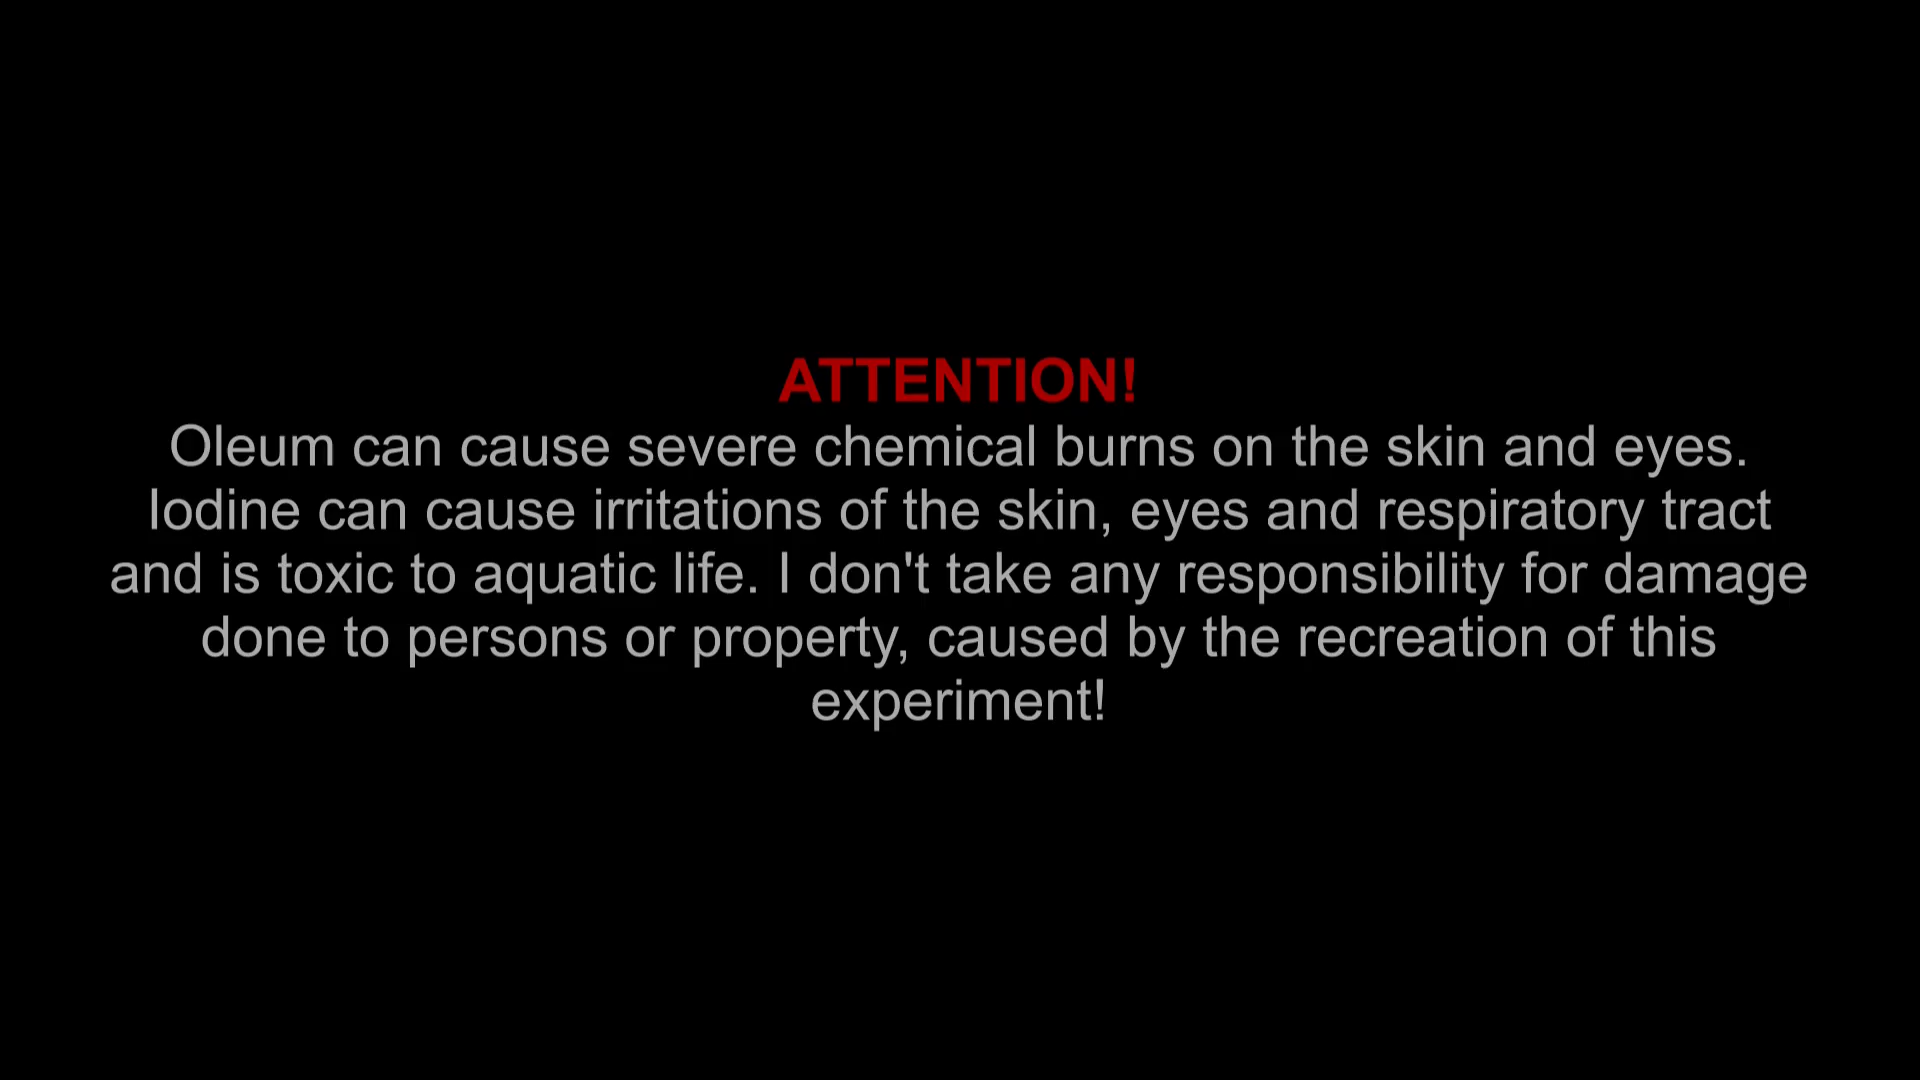 ATTENTION!
Oleum can cause severe chemical burns on the skin and eyes.
Iodine can cause irritations of the skin, eyes and respiratory tract
and is toxic to aquatic life. I don't take any responsibility for damage
done to persons or property, caused by the recreation of this
experiment!